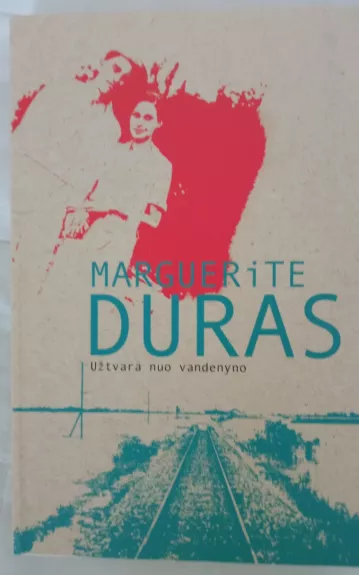 MARGUERiTE
DURAS
Užtvara nuo vandenyno